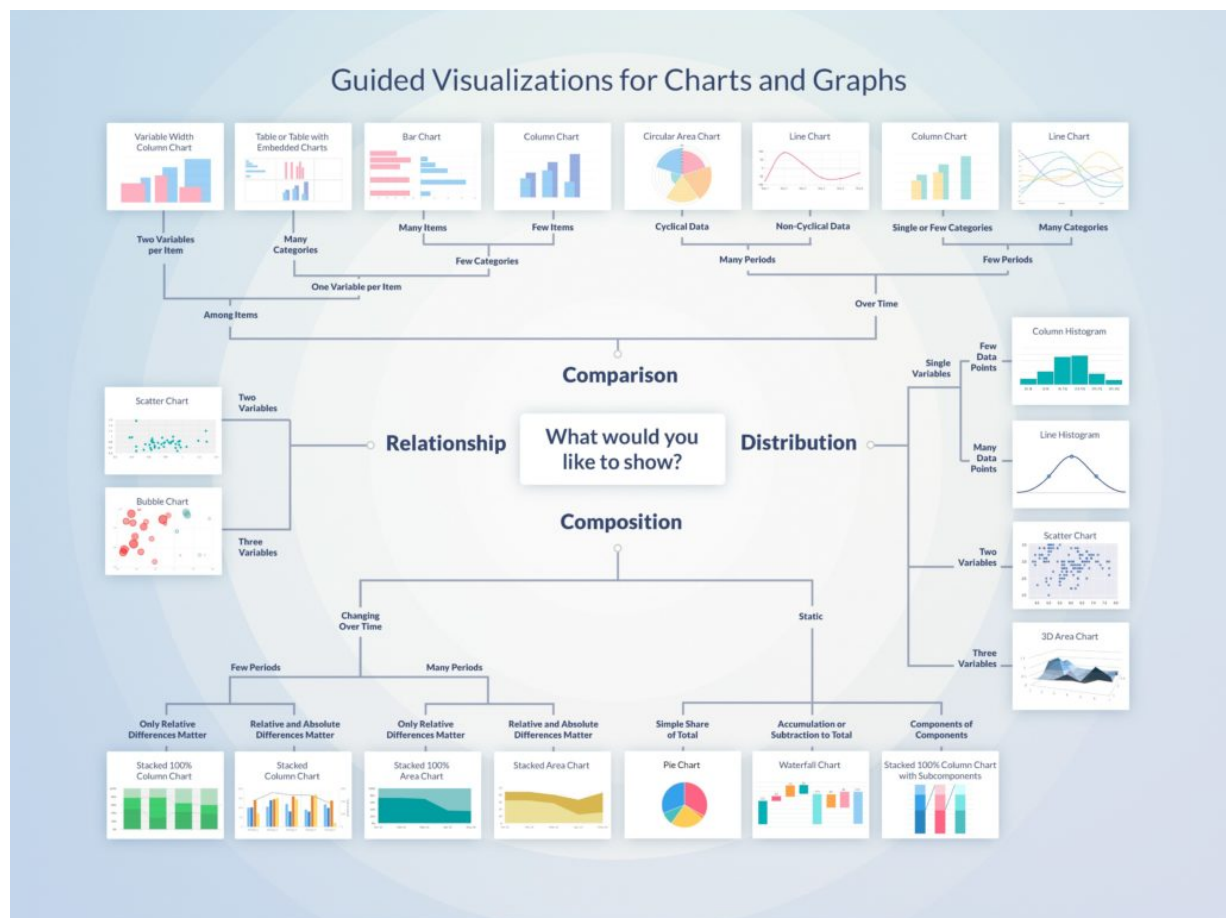 Guided Visualizations for Charts and Graphs
Variable Width
Column Chart
Table or Table with
Embedded Charts
Bar Chart
Column Chart
Circular Area Chart
Line Chart
Column Chart
Line Chart
Two Variables
per Item
Many
Categories
Many Items
Few Items
Cyclical Data
Non-Cyclical Data
Single or Few Categories
Many Categories
Few Categories
Many Periods
Few Periods
One Variable per Item
Over Time
Among Items
Comparison
Relationship
What would you
like to show?
Distribution
Composition
Two
Variables
Scatter Chart
Three
Variables
Bubble Chart
Single
Variables
Few
Data
Points
Column Histogram
Many
Data
Points
Line Histogram
Two
Variables
Scatter Chart
Three
Variables
3D Area Chart
Changing
Over Time
Static
Few Periods
Many Periods
Only Relative
Differences Matter
Relative and Absolute
Differences Matter
Only Relative
Differences Matter
Relative and Absolute
Differences Matter
Simple Share
of Total
Accumulation or
Subtraction to Total
Components of
Components
Stacked 100%
Column Chart
Stacked
Column Chart
Stacked 100%
Area Chart
Stacked Area Chart
Pie Chart
Waterfall Chart
Stacked 100% Column Chart
with Subcomponents